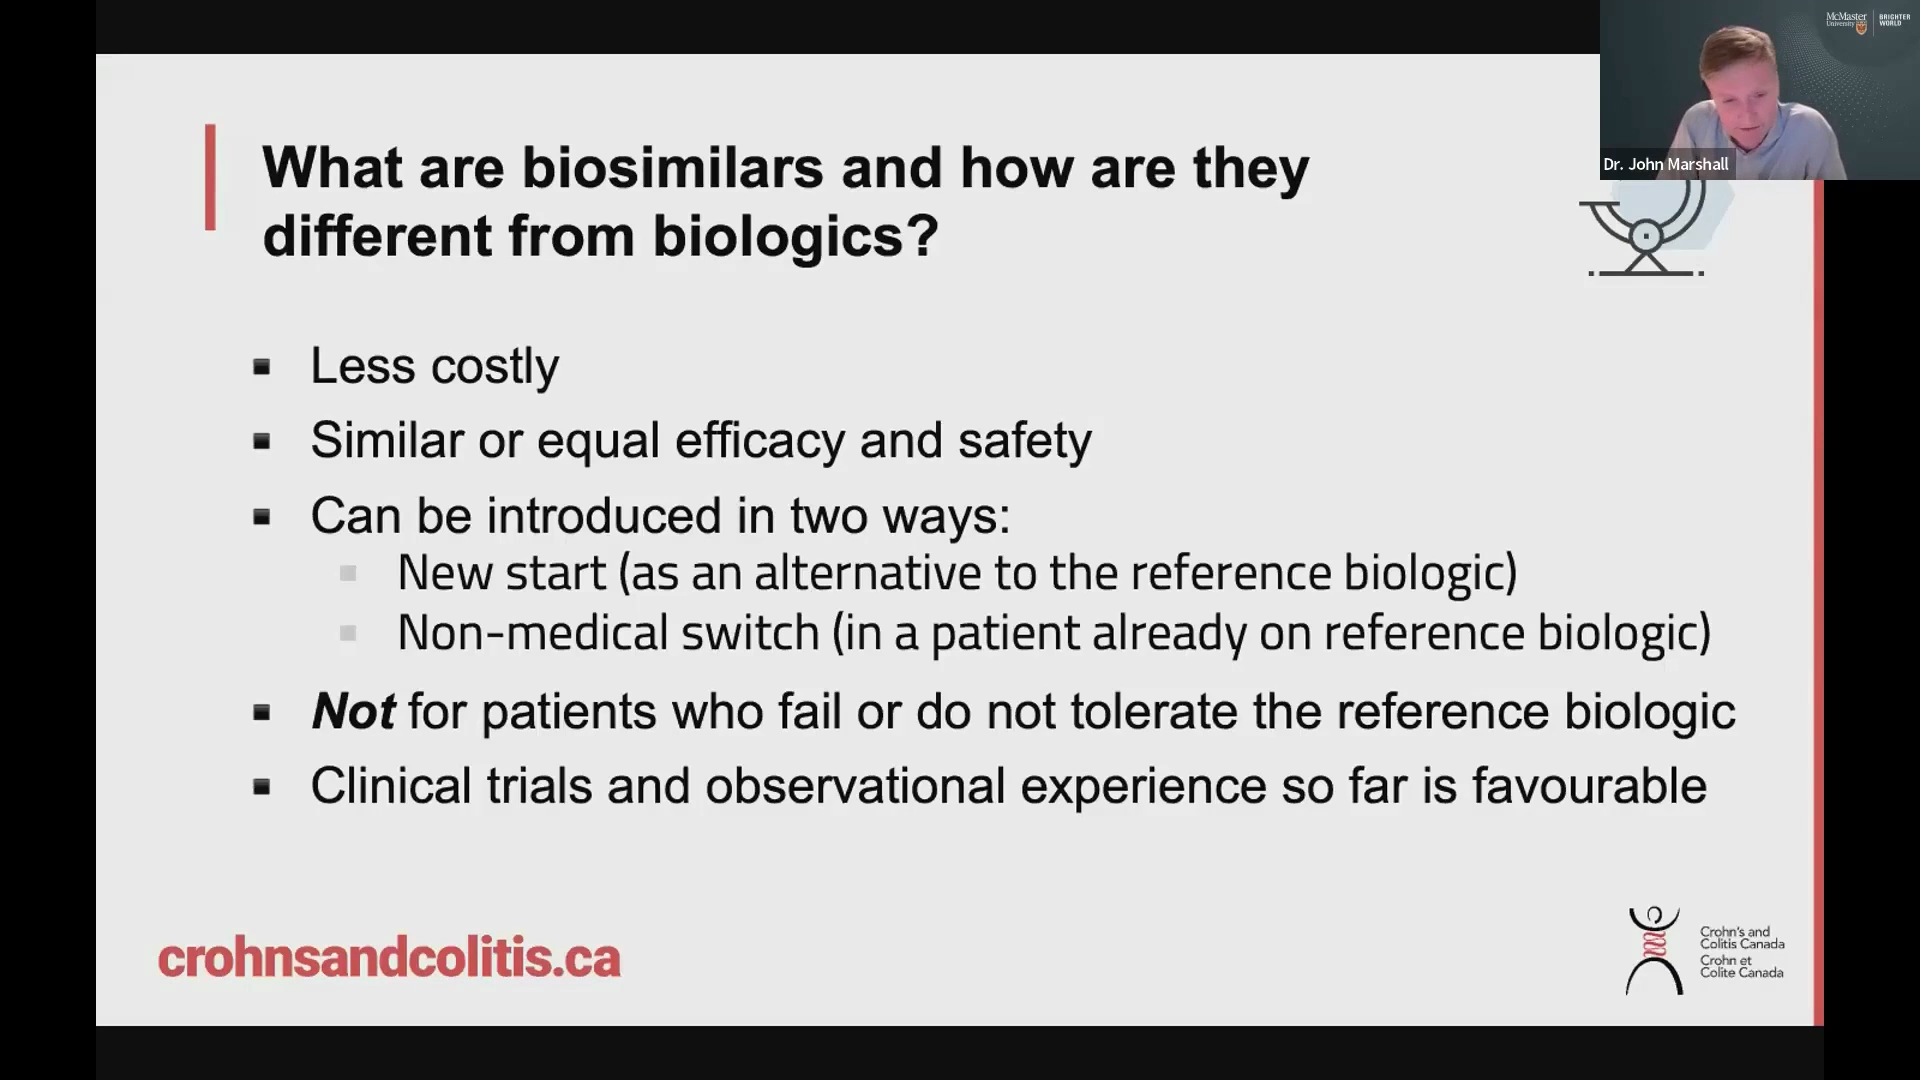 McMaster
University
BRIGHTER
WORLD
Dr. John Marshall
What are biosimilars and how are they
different from biologics?
Less costly
Similar or equal efficacy and safety
Can be introduced in two ways:
New start (as an alternative to the reference biologic)
Non-medical switch (in a patient already on reference biologic)
Not for patients who fail or do not tolerate the reference biologic
Clinical trials and observational experience so far is favourable
crohnsandcolitis.ca
Crohn's and
Colitis Canada
Crohn et
Colite Canada